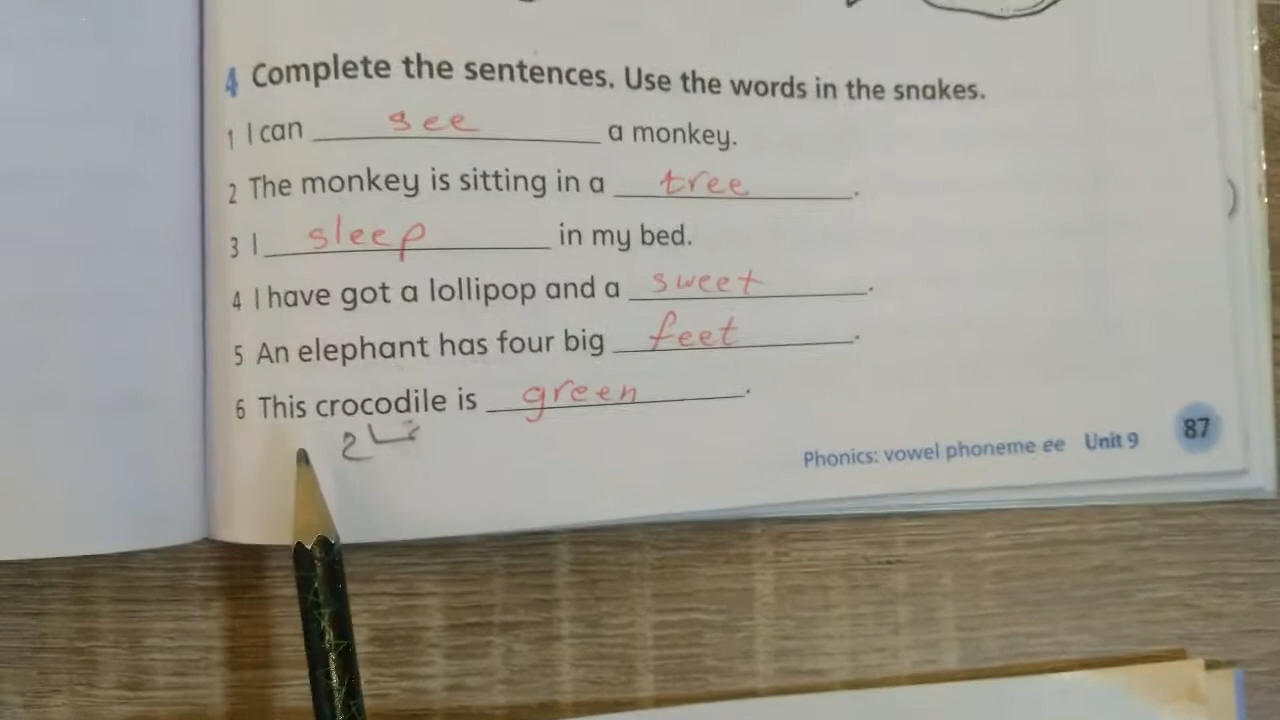 4 Complete the sentences. Use the words in the snakes.
1 I can see a monkey.
2 The monkey is sitting in a tree.
3 I sleep in my bed.
4 I have got a lollipop and a sweet.
5 An elephant has four big feet.
6 This crocodile is green.
Phonics: vowel phoneme ee Unit 9 87